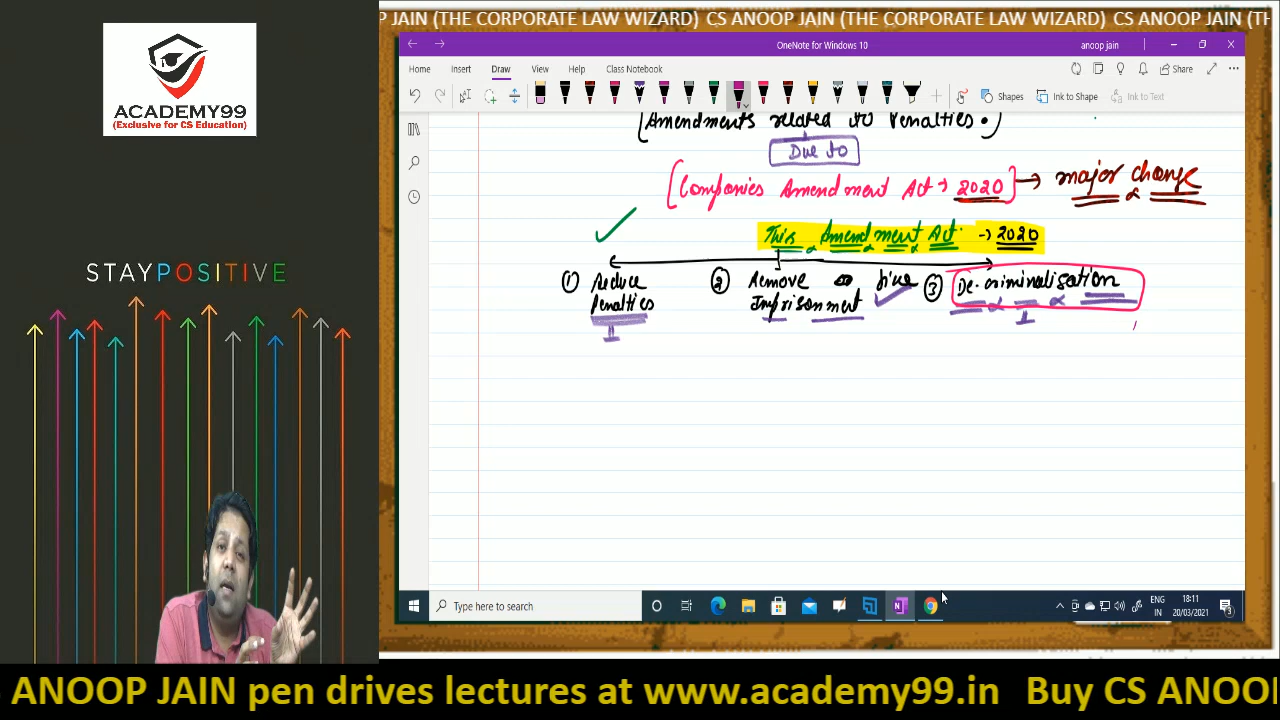 P JAIN (THE CORPORATE LAW WIZARD) CS ANOOP JAIN (THE CORPORATE LAW WIZARD) CS ANOOP JAIN (TH
ACADEMY99
(Exclusive for CS Education)
STAYPOSITIVE
OneNote for Windows 10
anoop jain
Home Insert Draw View Help Class Notebook
Share
Shapes Ink to Shape Ink to Text
[Amendments related to Penalties.)
Due to
[Companies Amendment Act → 2020] → major change
This Amendment Act. → 2020
① Reduce Penalties
② Remove or fine Imprisonment
③ De-criminalisation
Type here to search
ENG
IN
18:11
20/03/2021
3
ANOOP JAIN pen drives lectures at www.academy99.in Buy CS ANOO